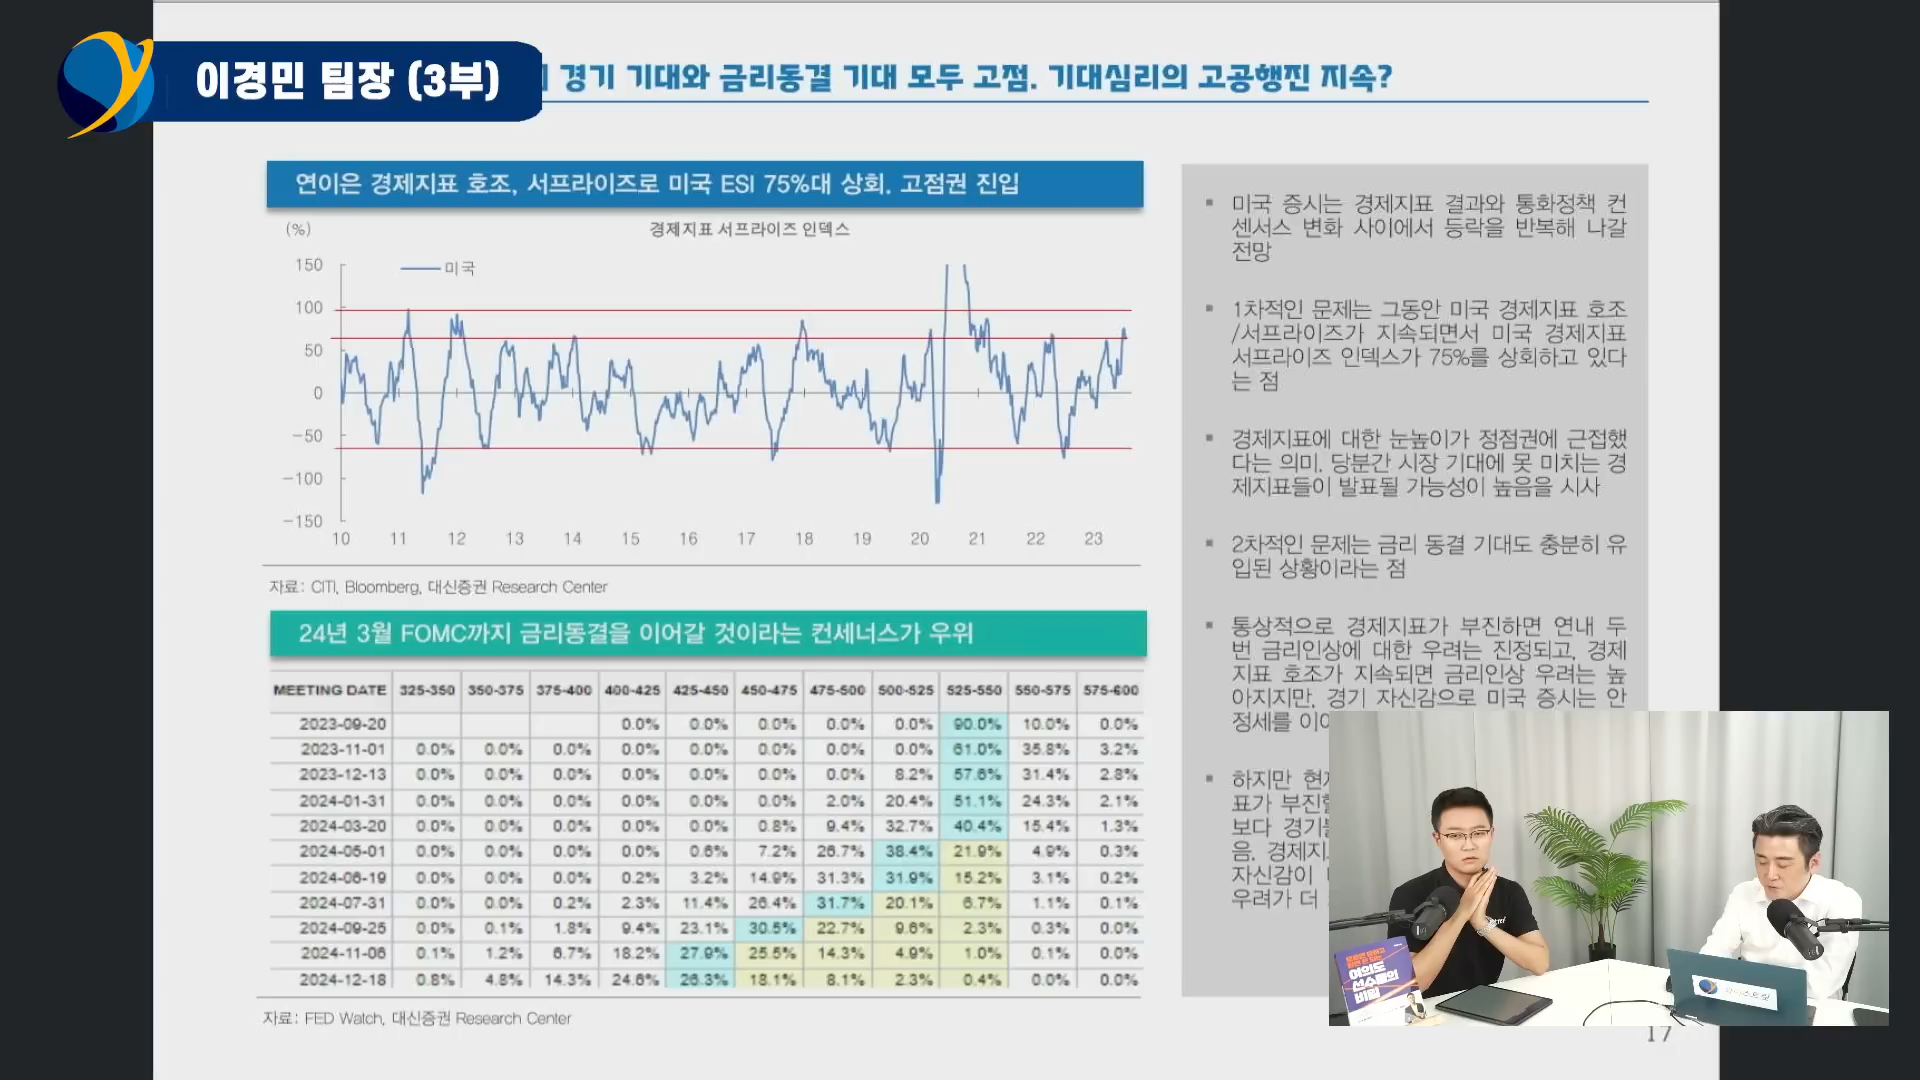 이경민 팀장 (3부)
경기 기대와 금리동결 기대 모두 고점. 기대심리의 고공행진 지속?
연이은 경제지표 호조, 서프라이즈로 미국 ESI 75%대 상회. 고점권 진입
(%)
경제지표 서프라이즈 인덱스
미국
150
100
50
0
-50
-100
-150
10 11 12 13 14 15 16 17 18 19 20 21 22 23
자료: CITI, Bloomberg, 대신증권 Research Center
24년 3월 FOMC까지 금리동결을 이어갈 것이라는 컨세너스가 우위
MEETING DATE 325-350 350-375 375-400 400-425 425-450 450-475 475-500 500-525 525-550 550-575 575-600
2023-09-20 0.0% 0.0% 0.0% 0.0% 0.0% 90.0% 10.0% 0.0%
2023-11-01 0.0% 0.0% 0.0% 0.0% 0.0% 0.0% 0.0% 0.0% 61.0% 35.8% 3.2%
2023-12-13 0.0% 0.0% 0.0% 0.0% 0.0% 0.0% 0.0% 8.2% 57.6% 31.4% 2.8%
2024-01-31 0.0% 0.0% 0.0% 0.0% 0.0% 0.0% 2.0% 20.4% 51.1% 24.3% 2.1%
2024-03-20 0.0% 0.0% 0.0% 0.0% 0.0% 0.8% 9.4% 32.7% 40.4% 15.4% 1.3%
2024-05-01 0.0% 0.0% 0.0% 0.0% 0.6% 7.2% 26.7% 38.4% 21.9% 4.9% 0.3%
2024-06-19 0.0% 0.0% 0.0% 0.2% 3.2% 14.9% 31.3% 31.9% 15.2% 3.1% 0.2%
2024-07-31 0.0% 0.0% 0.2% 2.3% 11.4% 26.4% 31.7% 20.1% 6.7% 1.1% 0.1%
2024-09-25 0.0% 0.1% 1.8% 9.4% 23.1% 30.5% 22.7% 9.6% 2.3% 0.3% 0.0%
2024-11-06 0.1% 1.2% 6.7% 18.2% 27.9% 25.5% 14.3% 4.9% 1.0% 0.1% 0.0%
2024-12-18 0.8% 4.8% 14.3% 24.6% 26.3% 18.1% 8.1% 2.3% 0.4% 0.0% 0.0%
자료: FED Watch, 대신증권 Research Center
▪ 미국 증시는 경제지표 결과와 통화정책 컨
센서스 변화 사이에서 등락을 반복해 나갈
전망
▪ 1차적인 문제는 그동안 미국 경제지표 호조
/서프라이즈가 지속되면서 미국 경제지표
서프라이즈 인덱스가 75%를 상회하고 있다
는 점
▪ 경제지표에 대한 눈높이가 정점권에 근접했
다는 의미. 당분간 시장 기대에 못 미치는 경
제지표들이 발표될 가능성이 높음을 시사
▪ 2차적인 문제는 금리 동결 기대도 충분히 유
입된 상황이라는 점
▪ 통상적으로 경제지표가 부진하면 연내 두
번 금리인상에 대한 우려는 진정되고, 경제
지표 호조가 지속되면 금리인상 우려는 높
아지지만, 경기 자신감으로 미국 증시는 안
정세를 이어
▪ 하지만 현재
표가 부진할
보다 경기불
음. 경제지
자신감이
우려가 더
여의도
선수들의
비밀
17